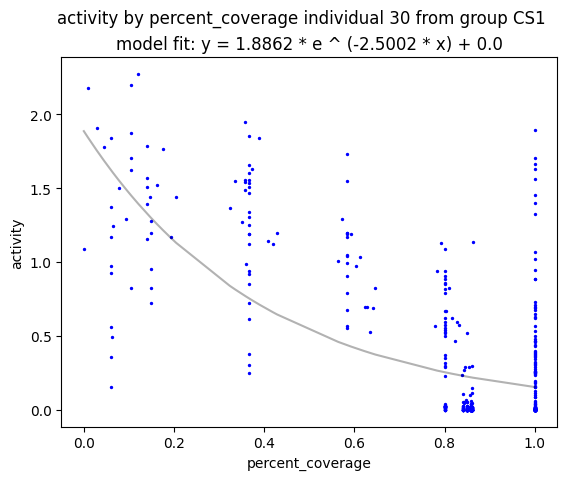 activity by percent_coverage individual 30 from group CS1
model fit: y = 1.8862 * e ^ (-2.5002 * x) + 0.0
activity
2.0
1.5
1.0
0.5
0.0
0.0 0.2 0.4 0.6 0.8 1.0
percent_coverage